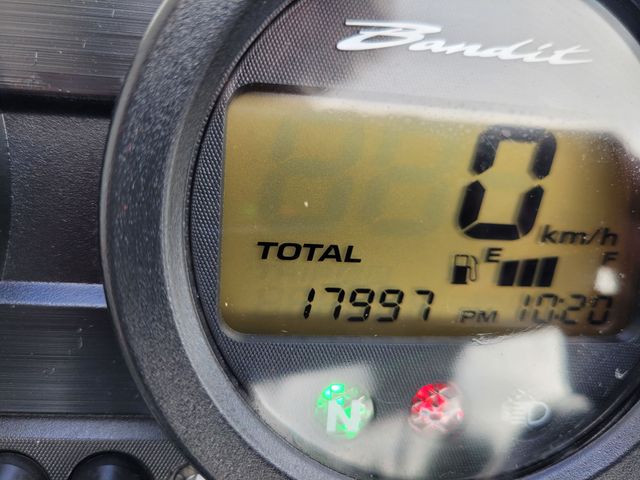 Bandit
0 km/h
TOTAL
E F
17997 PM 10:20
N